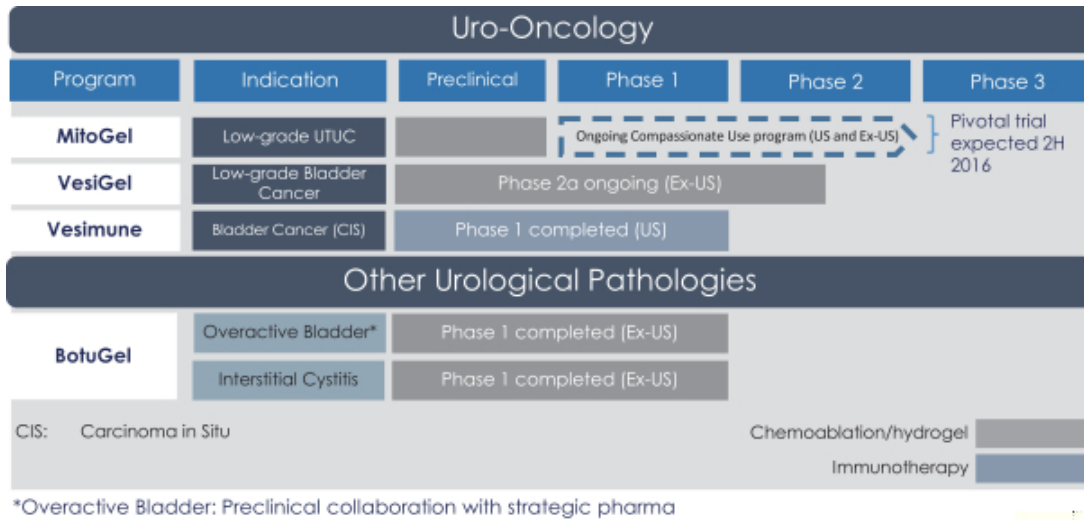 Uro-Oncology
Program Indication Preclinical Phase 1 Phase 2 Phase 3
MitoGel Low-grade UTUC Ongoing Compassionate Use program (US and Ex-US) Pivotal trial
expected 2H
2016
VesiGel Low-grade Bladder
Cancer Phase 2a ongoing (Ex-US)
Vesimune Bladder Cancer (CIS) Phase 1 completed (US)
Other Urological Pathologies
BotuGel
Overactive Bladder* Phase 1 completed (Ex-US)
Interstitial Cystitis Phase 1 completed (Ex-US)
CIS: Carcinoma in Situ
Chemoablation/hydrogel
Immunotherapy
*Overactive Bladder: Preclinical collaboration with strategic pharma